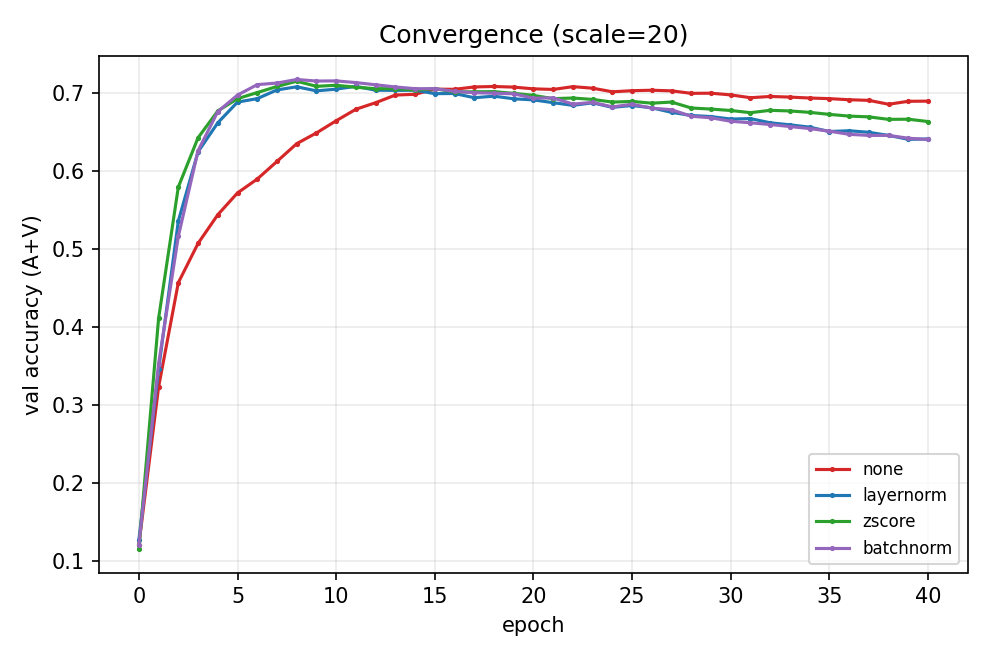 Convergence (scale=20)
val accuracy (A+V)
0.7
0.6
0.5
0.4
0.3
0.2
0.1
0 5 10 15 20 25 30 35 40
epoch
none
layernorm
zscore
batchnorm